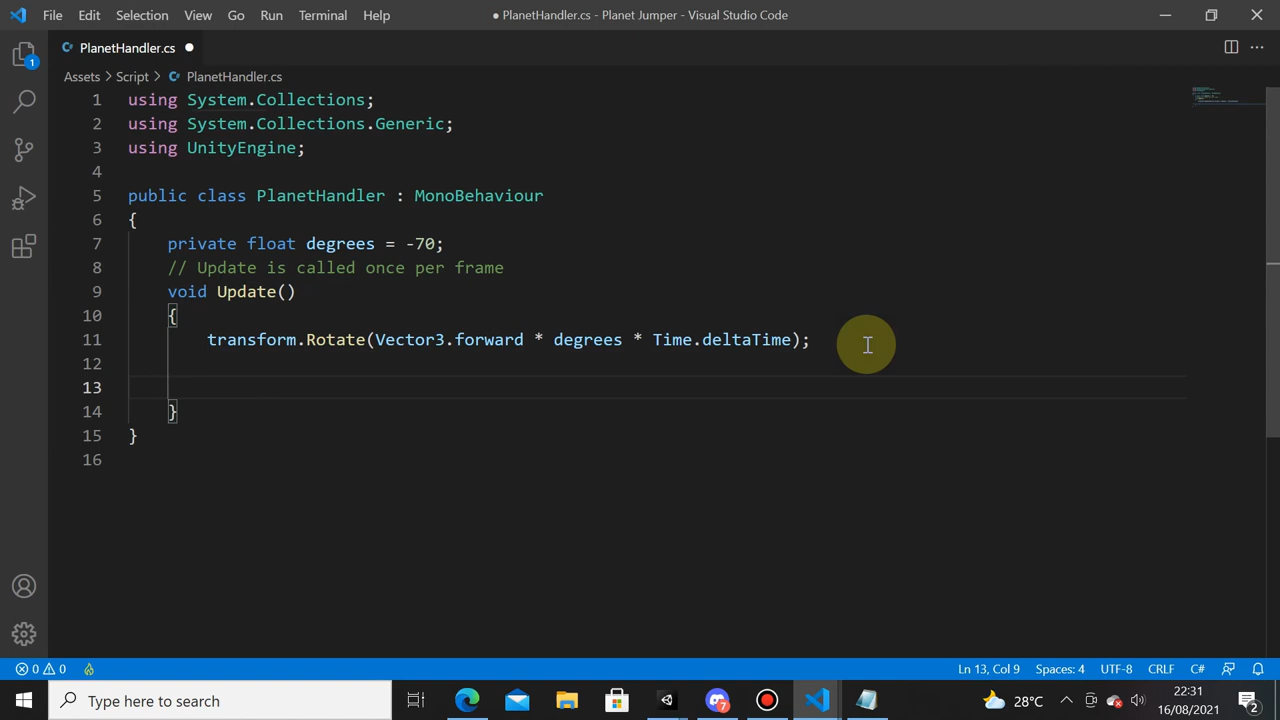 File Edit Selection View Go Run Terminal Help
● PlanetHandler.cs - Planet Jumper - Visual Studio Code
PlanetHandler.cs ●
Assets > Script > PlanetHandler.cs
1 using System.Collections;
2 using System.Collections.Generic;
3 using UnityEngine;
4
5 public class PlanetHandler : MonoBehaviour
6 {
7 private float degrees = -70;
8 // Update is called once per frame
9 void Update()
10 {
11 transform.Rotate(Vector3.forward * degrees * Time.deltaTime);
12
13
14 }
15 }
16
1
0 0 Ln 13, Col 9 Spaces: 4 UTF-8 CRLF C#
Type here to search
7
28°C
22:31
16/08/2021
2